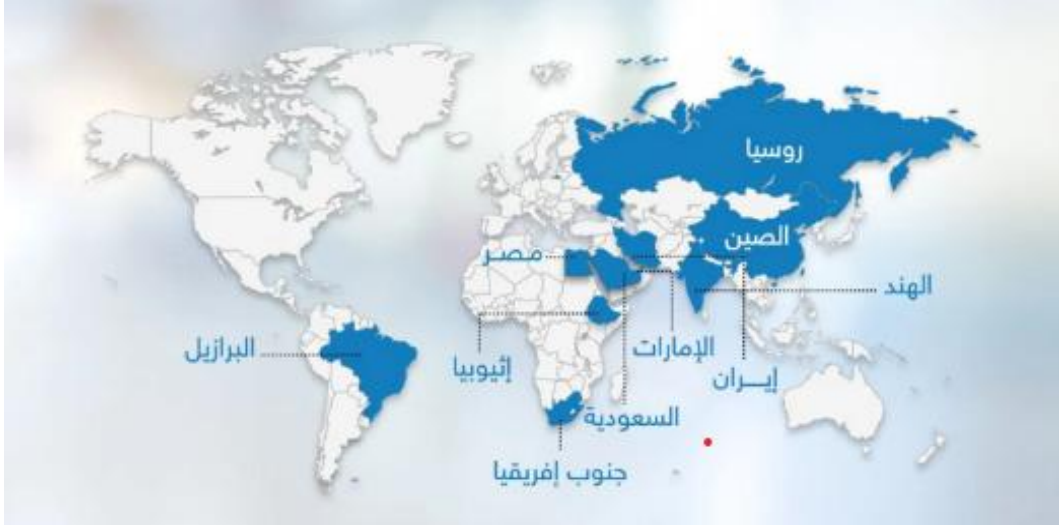 روسيا
الصين
مصر
الهند
البرازيل
الإمارات
إثيوبيا
إيران
السعودية
جنوب إفريقيا